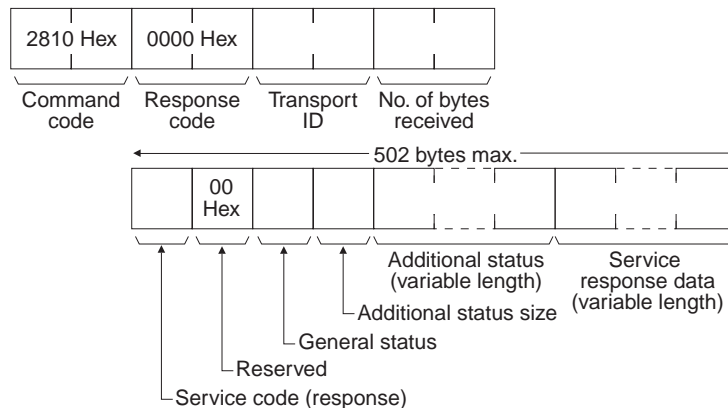 2810 Hex
0000 Hex
Command
code
Response
code
Transport
ID
No. of bytes
received
502 bytes max.
00
Hex
Additional status
(variable length)
Service
response data
(variable length)
Additional status size
General status
Reserved
Service code (response)